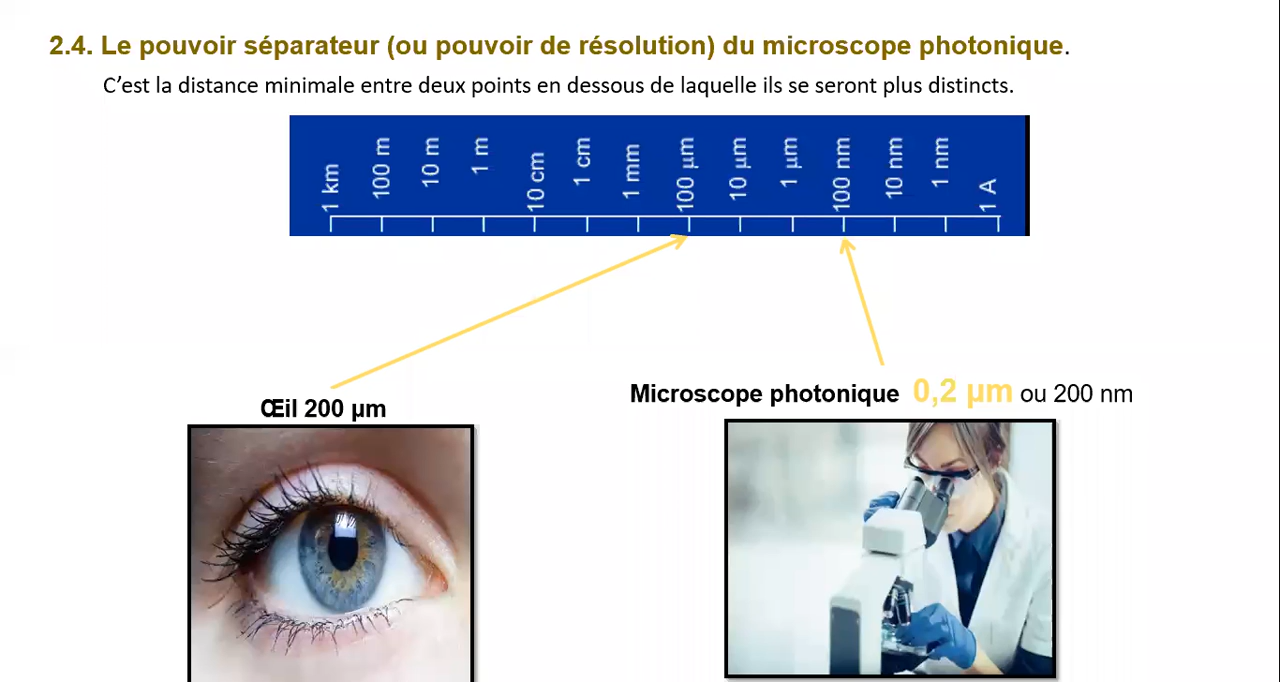 2.4. Le pouvoir séparateur (ou pouvoir de résolution) du microscope photonique.
C’est la distance minimale entre deux points en dessous de laquelle ils se seront plus distincts.
1 km
100 m
10 m
1 m
10 cm
1 cm
1 mm
100 µm
10 µm
1 µm
100 nm
10 nm
1 nm
1 A
Microscope photonique 0,2 µm ou 200 nm
Œil 200 µm